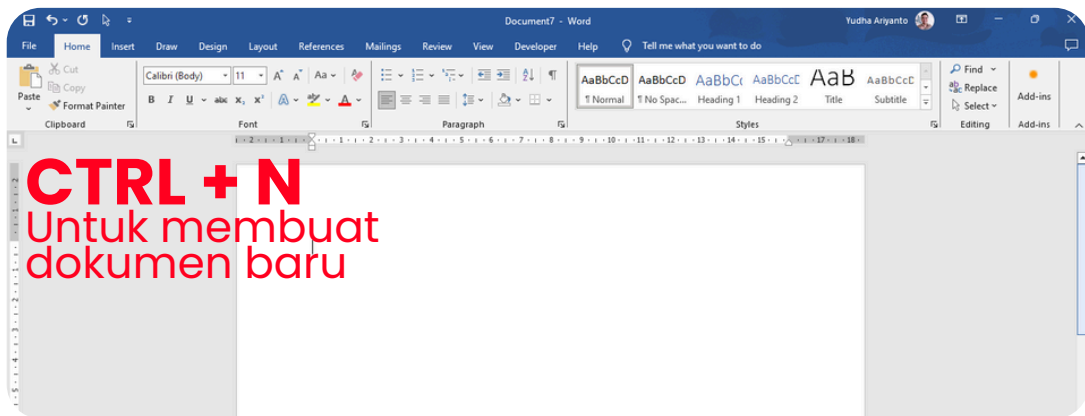 Document7 - Word
Yudha Ariyanto
File Home Insert Draw Design Layout References Mailings Review View Developer Help Tell me what you want to do
Cut
Copy
Paste
Format Painter
Clipboard
Calibri (Body) 11
Font
Paragraph
AaBbCcD AaBbCcD AaBbCc AaBbCcC AaB AaBbCcC
¶ Normal ¶ No Spac... Heading 1 Heading 2 Title Subtitle
Styles
Find
Replace
Select
Editing
Add-ins
Add-ins
CTRL + N
Untuk membuat
dokumen baru